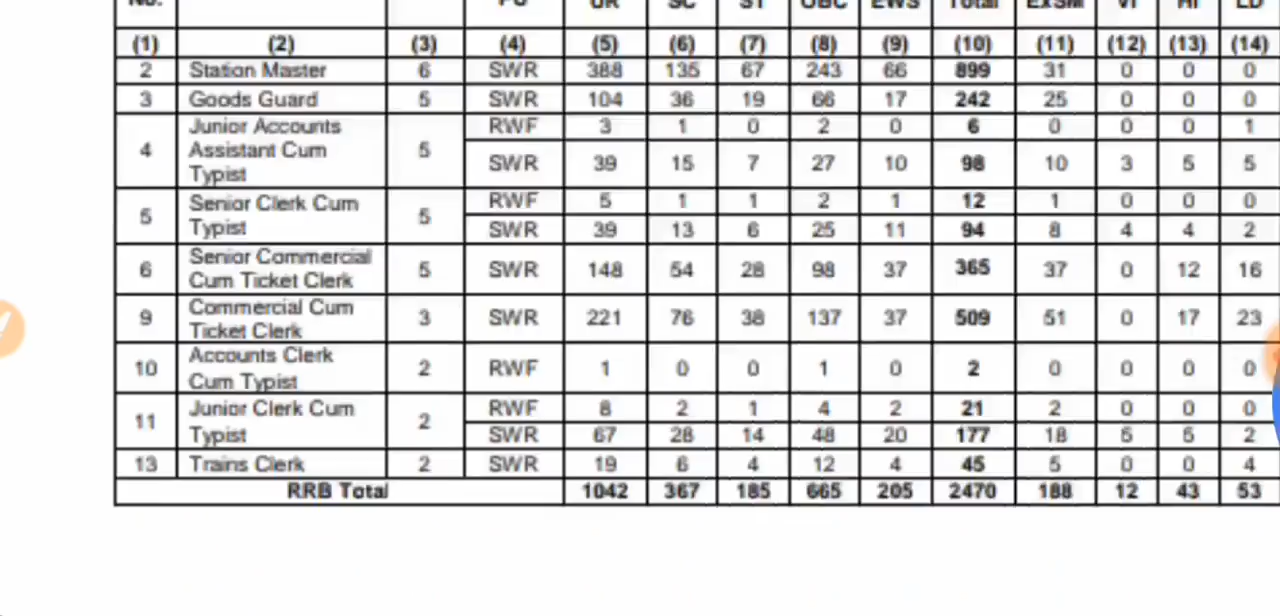 No. PU UR SC ST OBC EWS Total ExSM VI HI LD
(1) (2) (3) (4) (5) (6) (7) (8) (9) (10) (11) (12) (13) (14)
2 Station Master 6 SWR 388 135 67 243 66 899 31 0 0 0
3 Goods Guard 5 SWR 104 36 19 66 17 242 25 0 0 0
4 Junior Accounts Assistant Cum Typist 5 RWF 3 1 0 2 0 6 0 0 0 1
SWR 39 15 7 27 10 98 10 3 5 5
5 Senior Clerk Cum Typist 5 RWF 5 1 1 2 1 12 1 0 0 0
SWR 39 13 6 25 11 94 8 4 4 2
6 Senior Commercial Cum Ticket Clerk 5 SWR 148 54 28 98 37 365 37 0 12 16
9 Commercial Cum Ticket Clerk 3 SWR 221 76 38 137 37 509 51 0 17 23
10 Accounts Clerk Cum Typist 2 RWF 1 0 0 1 0 2 0 0 0 0
11 Junior Clerk Cum Typist 2 RWF 8 2 1 4 2 21 2 0 0 0
SWR 67 28 14 48 20 177 18 5 5 2
13 Trains Clerk 2 SWR 19 6 4 12 4 45 5 0 0 4
RRB Total 1042 367 185 665 205 2470 188 12 43 53